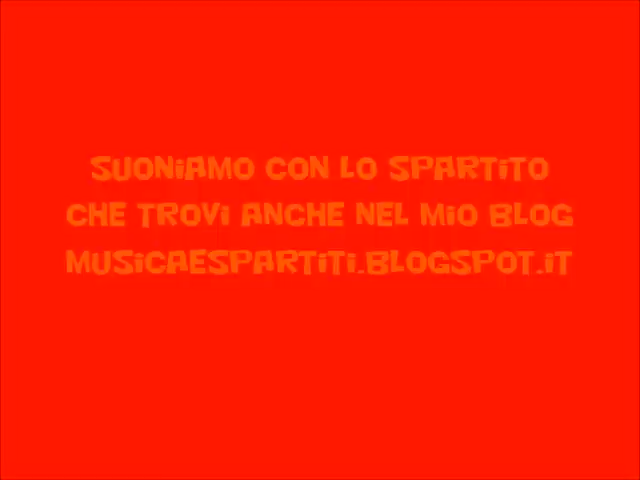 SUONiAMO CON LO SPARTiTO
CHE TROVi ANCHE NEL MiO BLOG
MUSiCAESPARTiTi.BLOGSPOT.iT